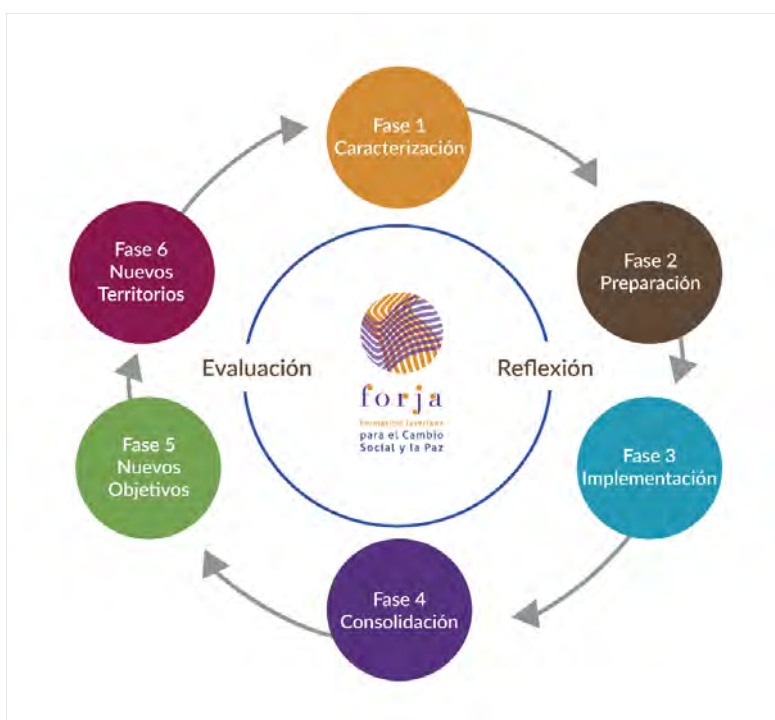 Fase 1
Caracterización
Fase 2
Preparación
Fase 3
Implementación
Fase 4
Consolidación
Fase 5
Nuevos
Objetivos
Fase 6
Nuevos
Territorios
Evaluación
Reflexión
forja
Formación Javeriana
para el Cambio
Social y la Paz